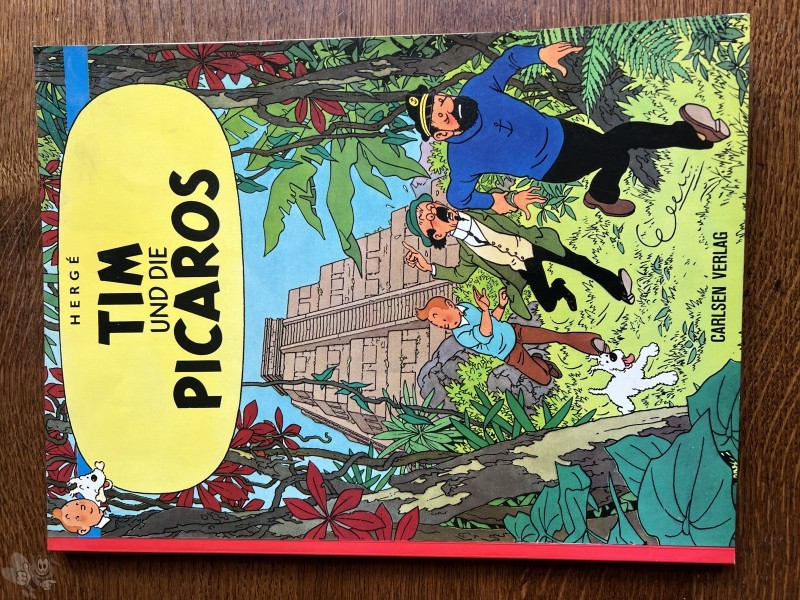 HERGÉ
TIM
UND DIE
PICAROS
CARLSEN VERLAG